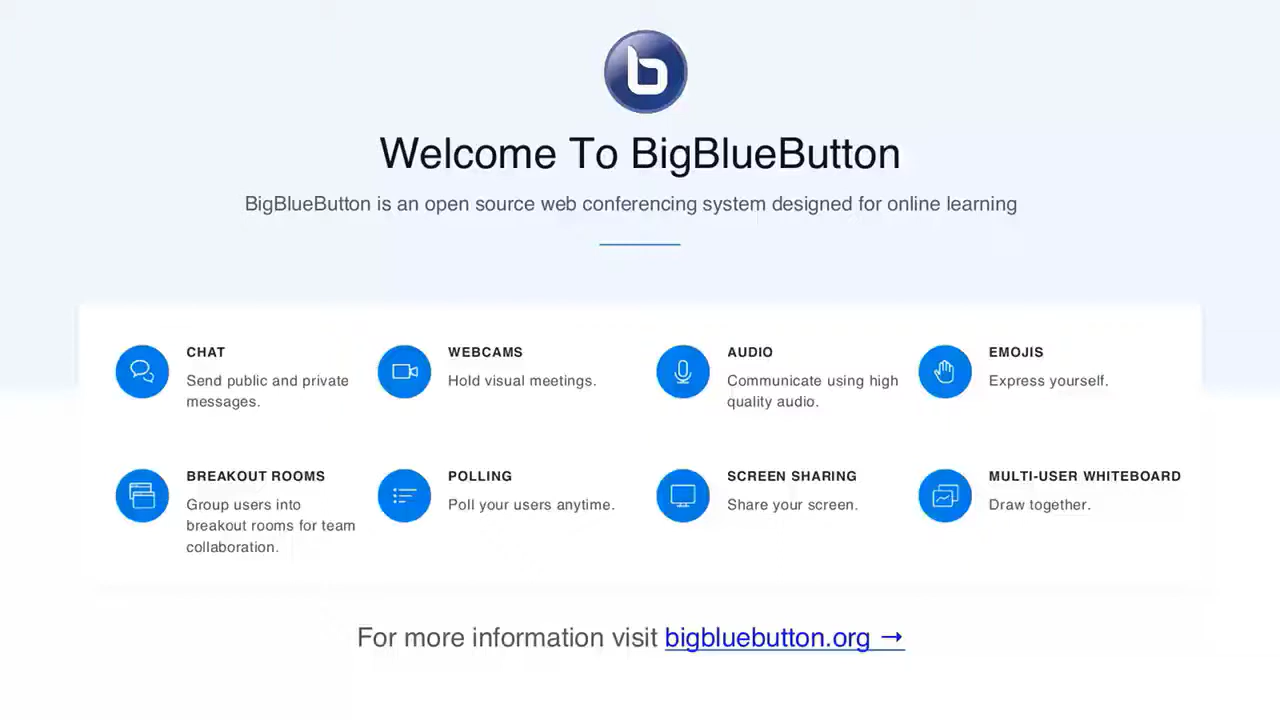 Welcome To BigBlueButton
BigBlueButton is an open source web conferencing system designed for online learning
CHAT
Send public and private
messages.
WEBCAMS
Hold visual meetings.
AUDIO
Communicate using high
quality audio.
EMOJIS
Express yourself.
BREAKOUT ROOMS
Group users into
breakout rooms for team
collaboration.
POLLING
Poll your users anytime.
SCREEN SHARING
Share your screen.
MULTI-USER WHITEBOARD
Draw together.
For more information visit bigbluebutton.org →